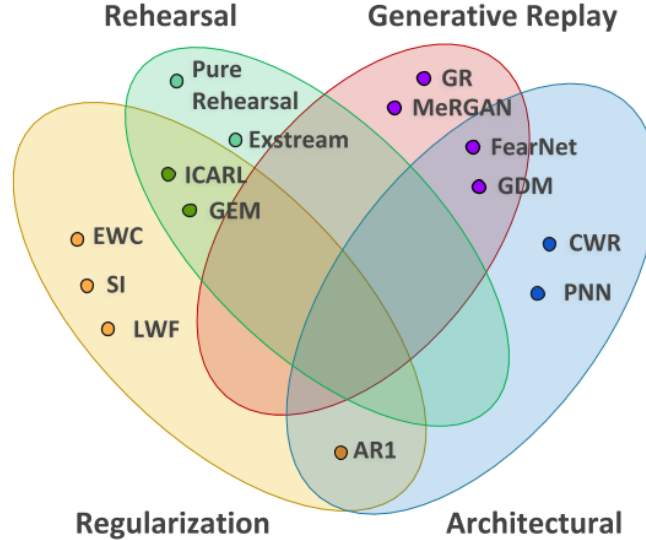 Rehearsal
Generative Replay
Pure
Rehearsal
GR
MeRGAN
Exstream
FearNet
ICARL
GDM
GEM
EWC
CWR
SI
PNN
LWF
AR1
Regularization
Architectural